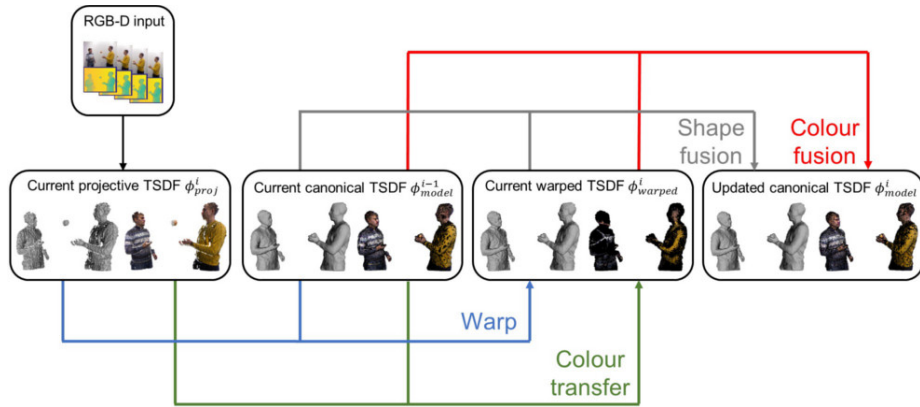 RGB-D input
Shape
fusion
Colour
fusion
Current projective TSDF ϕ^i_proj
Current canonical TSDF ϕ^{i−1}_model
Current warped TSDF ϕ^i_warped
Updated canonical TSDF ϕ^i_model
Warp
Colour
transfer